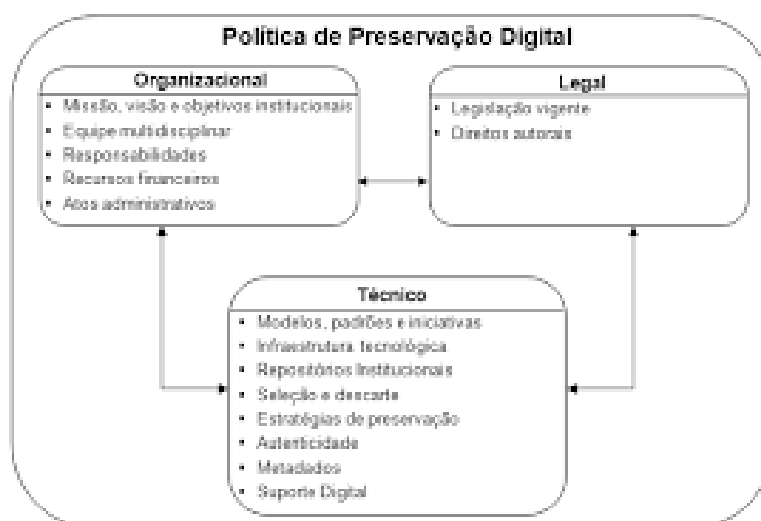 Política de Preservação Digital
Organizacional
• Missão, visão e objetivos institucionais
• Equipe multidisciplinar
• Responsabilidades
• Recursos financeiros
• Atos administrativos
Legal
• Legislação vigente
• Direitos autorais
Técnico
• Modelos, padrões e iniciativas
• Infraestrutura tecnológica
• Repositórios Institucionais
• Seleção e descarte
• Estratégias de preservação
• Autenticidade
• Metadados
• Suporte Digital